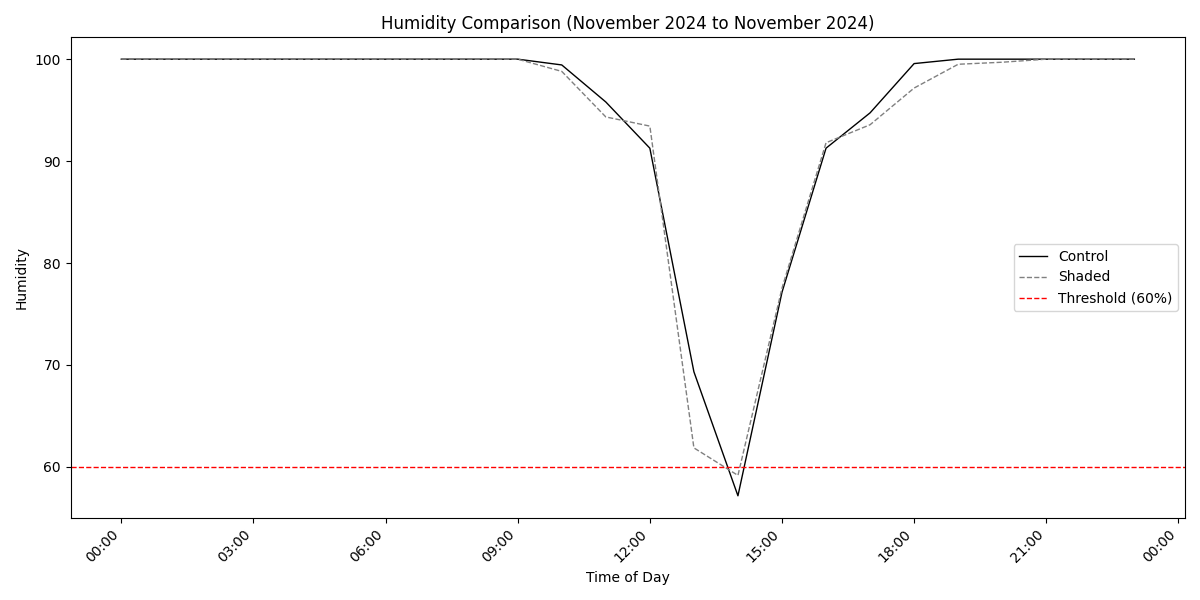 Humidity Comparison (November 2024 to November 2024)
100
90
80
70
60
Humidity
Control
Shaded
Threshold (60%)
00:00
03:00
06:00
09:00
12:00
15:00
18:00
21:00
00:00
Time of Day